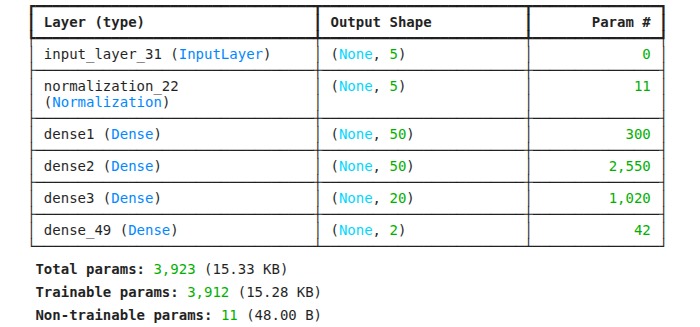 Layer (type) Output Shape Param #
input_layer_31 (InputLayer) (None, 5) 0
normalization_22 (None, 5) 11
(Normalization)
dense1 (Dense) (None, 50) 300
dense2 (Dense) (None, 50) 2,550
dense3 (Dense) (None, 20) 1,020
dense_49 (Dense) (None, 2) 42
Total params: 3,923 (15.33 KB)
Trainable params: 3,912 (15.28 KB)
Non-trainable params: 11 (48.00 B)